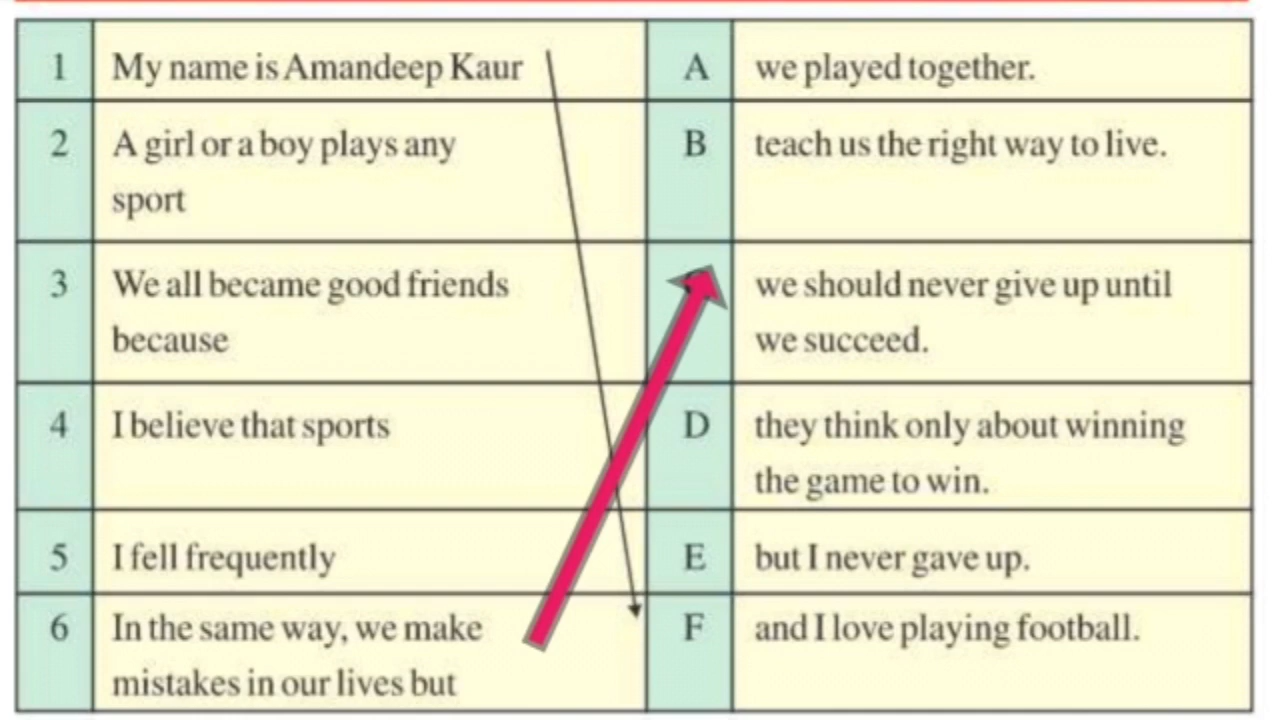 1 My name is Amandeep Kaur A we played together.
2 A girl or a boy plays any B teach us the right way to live.
sport
3 We all became good friends we should never give up until
because we succeed.
4 I believe that sports D they think only about winning
the game to win.
5 I fell frequently E but I never gave up.
6 In the same way, we make F and I love playing football.
mistakes in our lives but